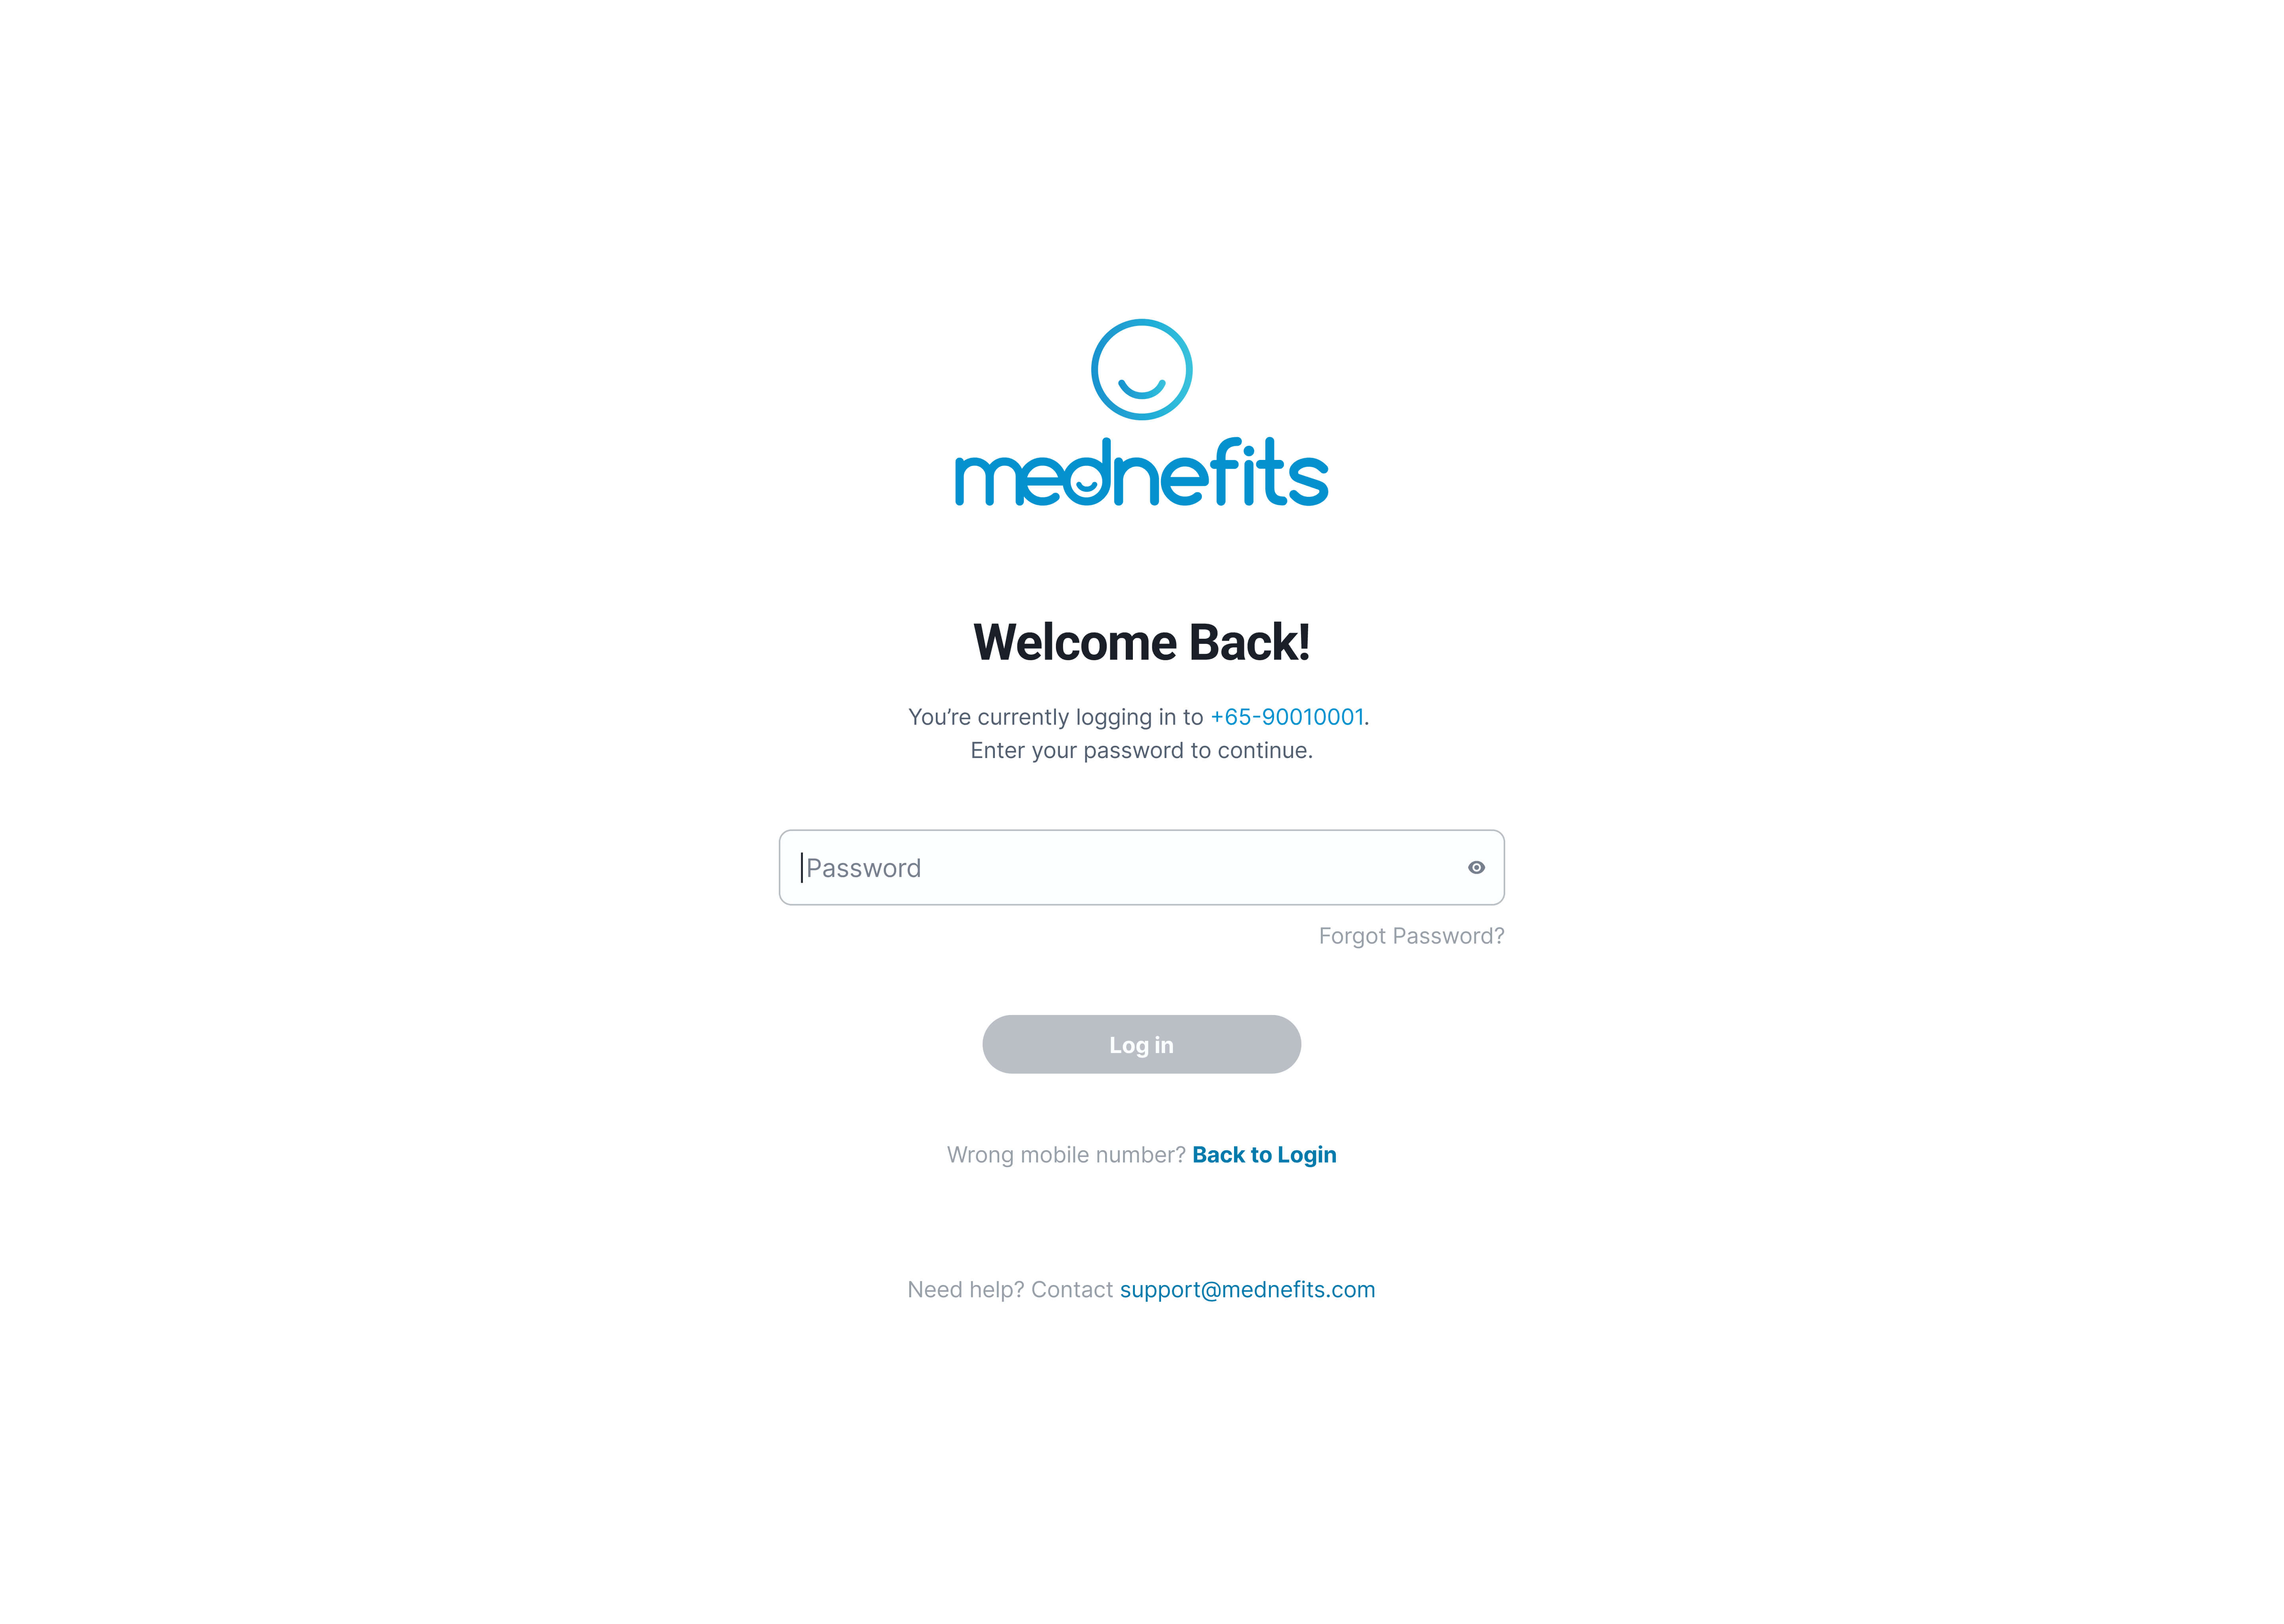 mednefits
Welcome Back!
You’re currently logging in to +65-90010001.
Enter your password to continue.
Password
Forgot Password?
Log in
Wrong mobile number? Back to Login
Need help? Contact support@mednefits.com